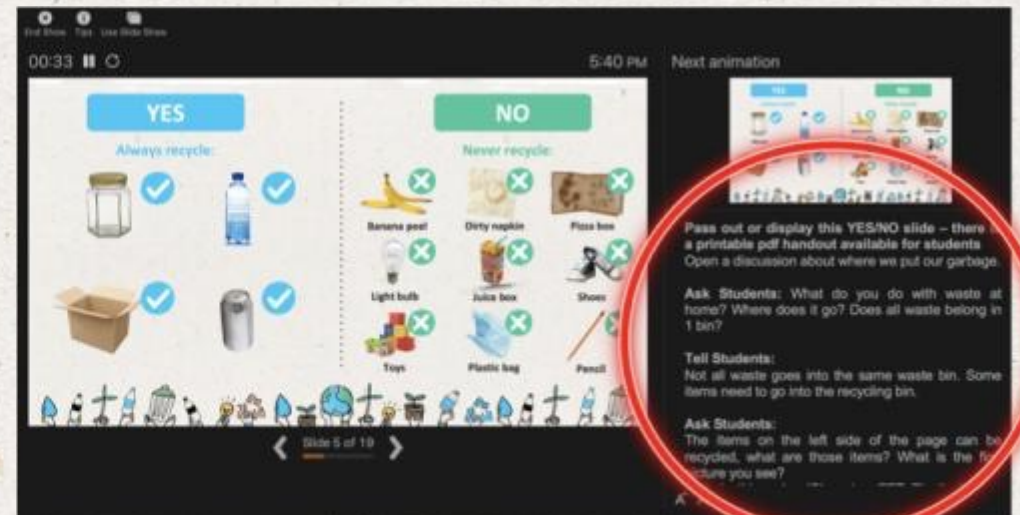 End Show Tips Use Slide Show
00:33
5:40 PM
Next animation
YES
NO
Always recycle:
Never recycle:
Banana peel
Dirty napkin
Pizza box
Light bulb
Juice box
Shoes
Toys
Plastic bag
Pencil
Slide 5 of 19
YES
NO
Pass out or display this YES/NO slide – there
a printable pdf handout available for students
Open a discussion about where we put our garbage.
Ask Students: What do you do with waste at
home? Where does it go? Does all waste belong in
1 bin?
Tell Students:
Not all waste goes into the same waste bin. Some
items need to go into the recycling bin.
Ask Students:
The items on the left side of the page can be
recycled, what are those items? What is the
picture you see?